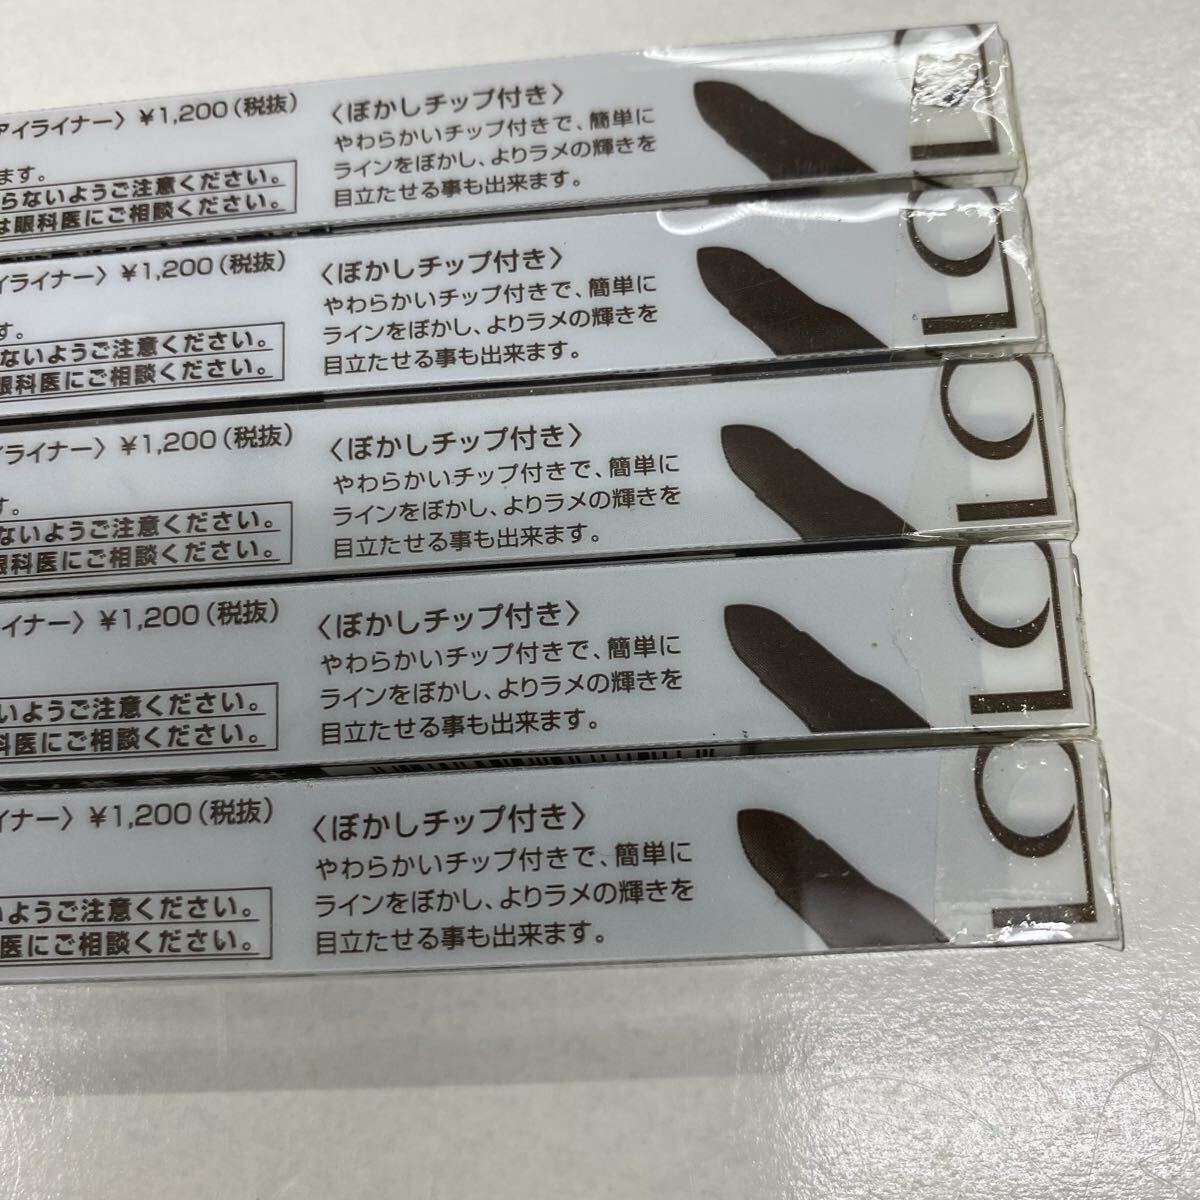 アイライナー〉￥1,200（税抜）
ます。
らないようご注意ください。
は眼科医にご相談ください。
〈ぼかしチップ付き〉
やわらかいチップ付きで、簡単に
ラインをぼかし、よりラメの輝きを
目立たせる事も出来ます。
LC
イライナー〉￥1,200（税抜）
す。
ないようご注意ください。
眼科医にご相談ください。
〈ぼかしチップ付き〉
やわらかいチップ付きで、簡単に
ラインをぼかし、よりラメの輝きを
目立たせる事も出来ます。
LC
イライナー〉￥1,200（税抜）
す。
ないようご注意ください。
眼科医にご相談ください。
〈ぼかしチップ付き〉
やわらかいチップ付きで、簡単に
ラインをぼかし、よりラメの輝きを
目立たせる事も出来ます。
LC
イナー〉￥1,200（税抜）
いようご注意ください。
科医にご相談ください。
〈ぼかしチップ付き〉
やわらかいチップ付きで、簡単に
ラインをぼかし、よりラメの輝きを
目立たせる事も出来ます。
LC
イナー〉￥1,200（税抜）
いようご注意ください。
医にご相談ください。
〈ぼかしチップ付き〉
やわらかいチップ付きで、簡単に
ラインをぼかし、よりラメの輝きを
目立たせる事も出来ます。
LC